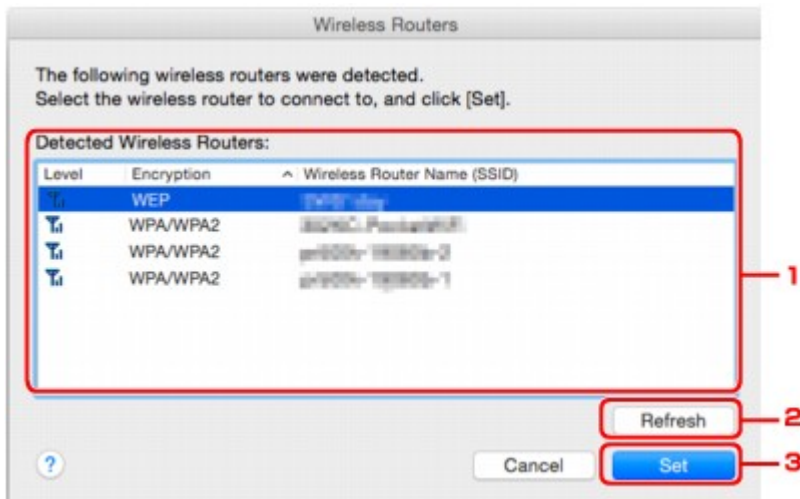 Wireless Routers
The following wireless routers were detected.
Select the wireless router to connect to, and click [Set].
Detected Wireless Routers:
Level Encryption ^ Wireless Router Name (SSID)
WEP
WPA/WPA2
WPA/WPA2
WPA/WPA2
1
Refresh 2
? Cancel Set 3